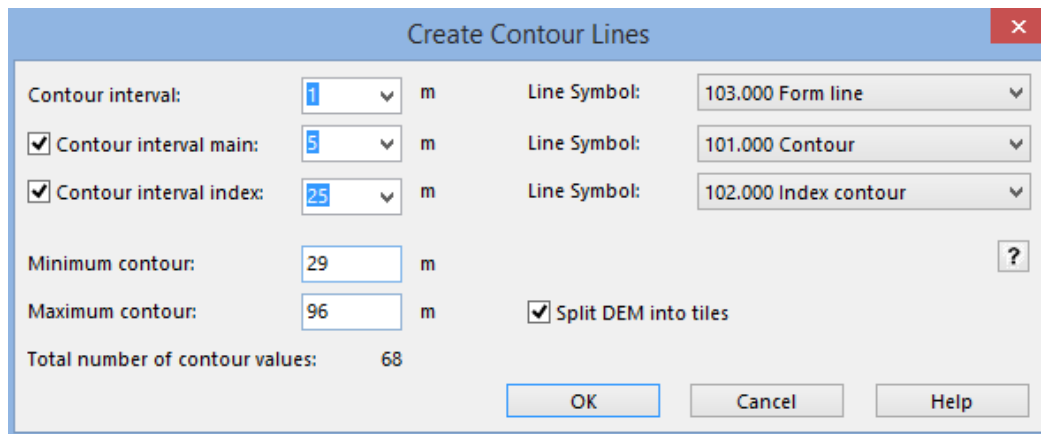 Create Contour Lines
Contour interval: 1 m Line Symbol: 103.000 Form line
Contour interval main: 5 m Line Symbol: 101.000 Contour
Contour interval index: 25 m Line Symbol: 102.000 Index contour
Minimum contour: 29 m ?
Maximum contour: 96 m Split DEM into tiles
Total number of contour values: 68
OK Cancel Help